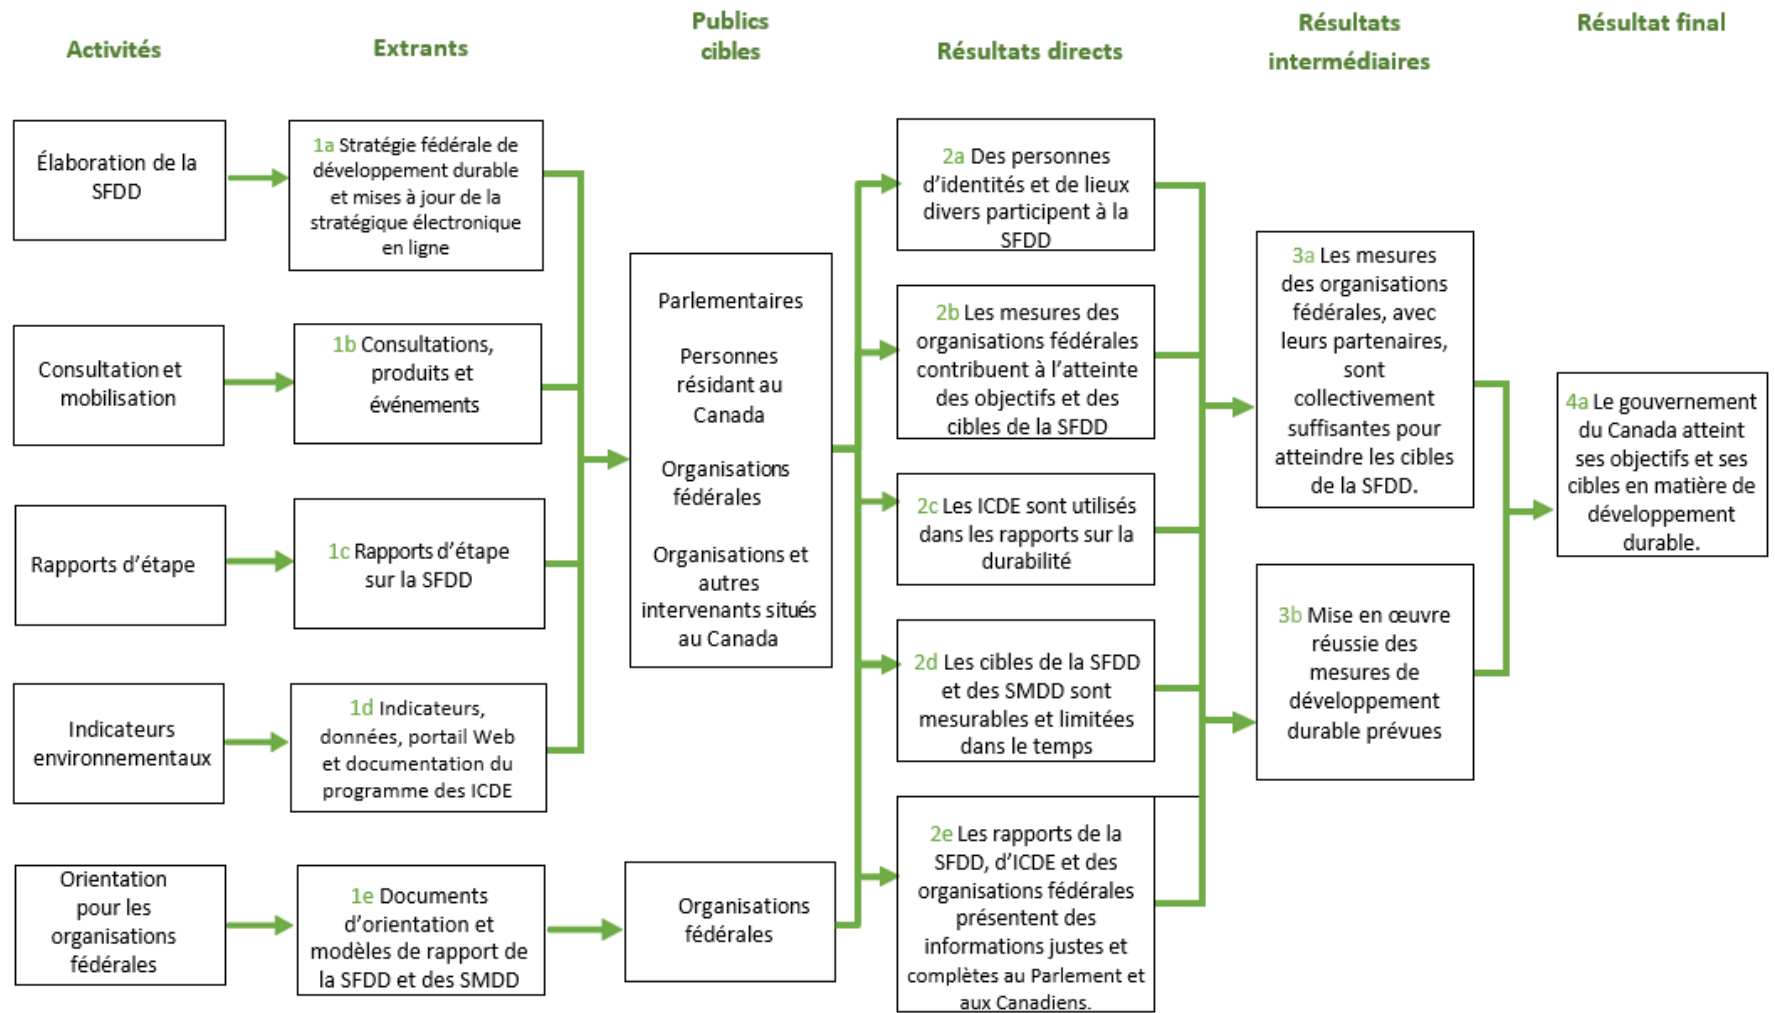 Activités
Extrants
Publics
cibles
Résultats directs
Résultats
intermédiaires
Résultat final
Élaboration de la
SFDD
Consultation et
mobilisation
Rapports d’étape
Indicateurs
environnementaux
Orientation
pour les
organisations
fédérales
1a Stratégie fédérale de
développement durable
et mises à jour de la
stratégique électronique
en ligne
1b Consultations,
produits et
événements
1c Rapports d’étape
sur la SFDD
1d Indicateurs,
données, portail Web
et documentation du
programme des ICDE
1e Documents
d’orientation et
modèles de rapport de
la SFDD et des SMDD
Parlementaires
Personnes
résidant au
Canada
Organisations
fédérales
Organisations et
autres
intervenants situés
au Canada
Organisations
fédérales
2a Des personnes
d’identités et de lieux
divers participent à la
SFDD
2b Les mesures des
organisations fédérales
contribuent à l’atteinte
des objectifs et des
cibles de la SFDD
2c Les ICDE sont utilisés
dans les rapports sur la
durabilité
2d Les cibles de la SFDD
et des SMDD sont
mesurables et limitées
dans le temps
2e Les rapports de la
SFDD, d’ICDE et des
organisations fédérales
présentent des
informations justes et
complètes au Parlement et
aux Canadiens.
3a Les mesures
des organisations
fédérales, avec
leurs partenaires,
sont
collectivement
suffisantes pour
atteindre les cibles
de la SFDD.
3b Mise en œuvre
réussie des
mesures de
développement
durable prévues
4a Le gouvernement
du Canada atteint
ses objectifs et ses
cibles en matière de
développement
durable.